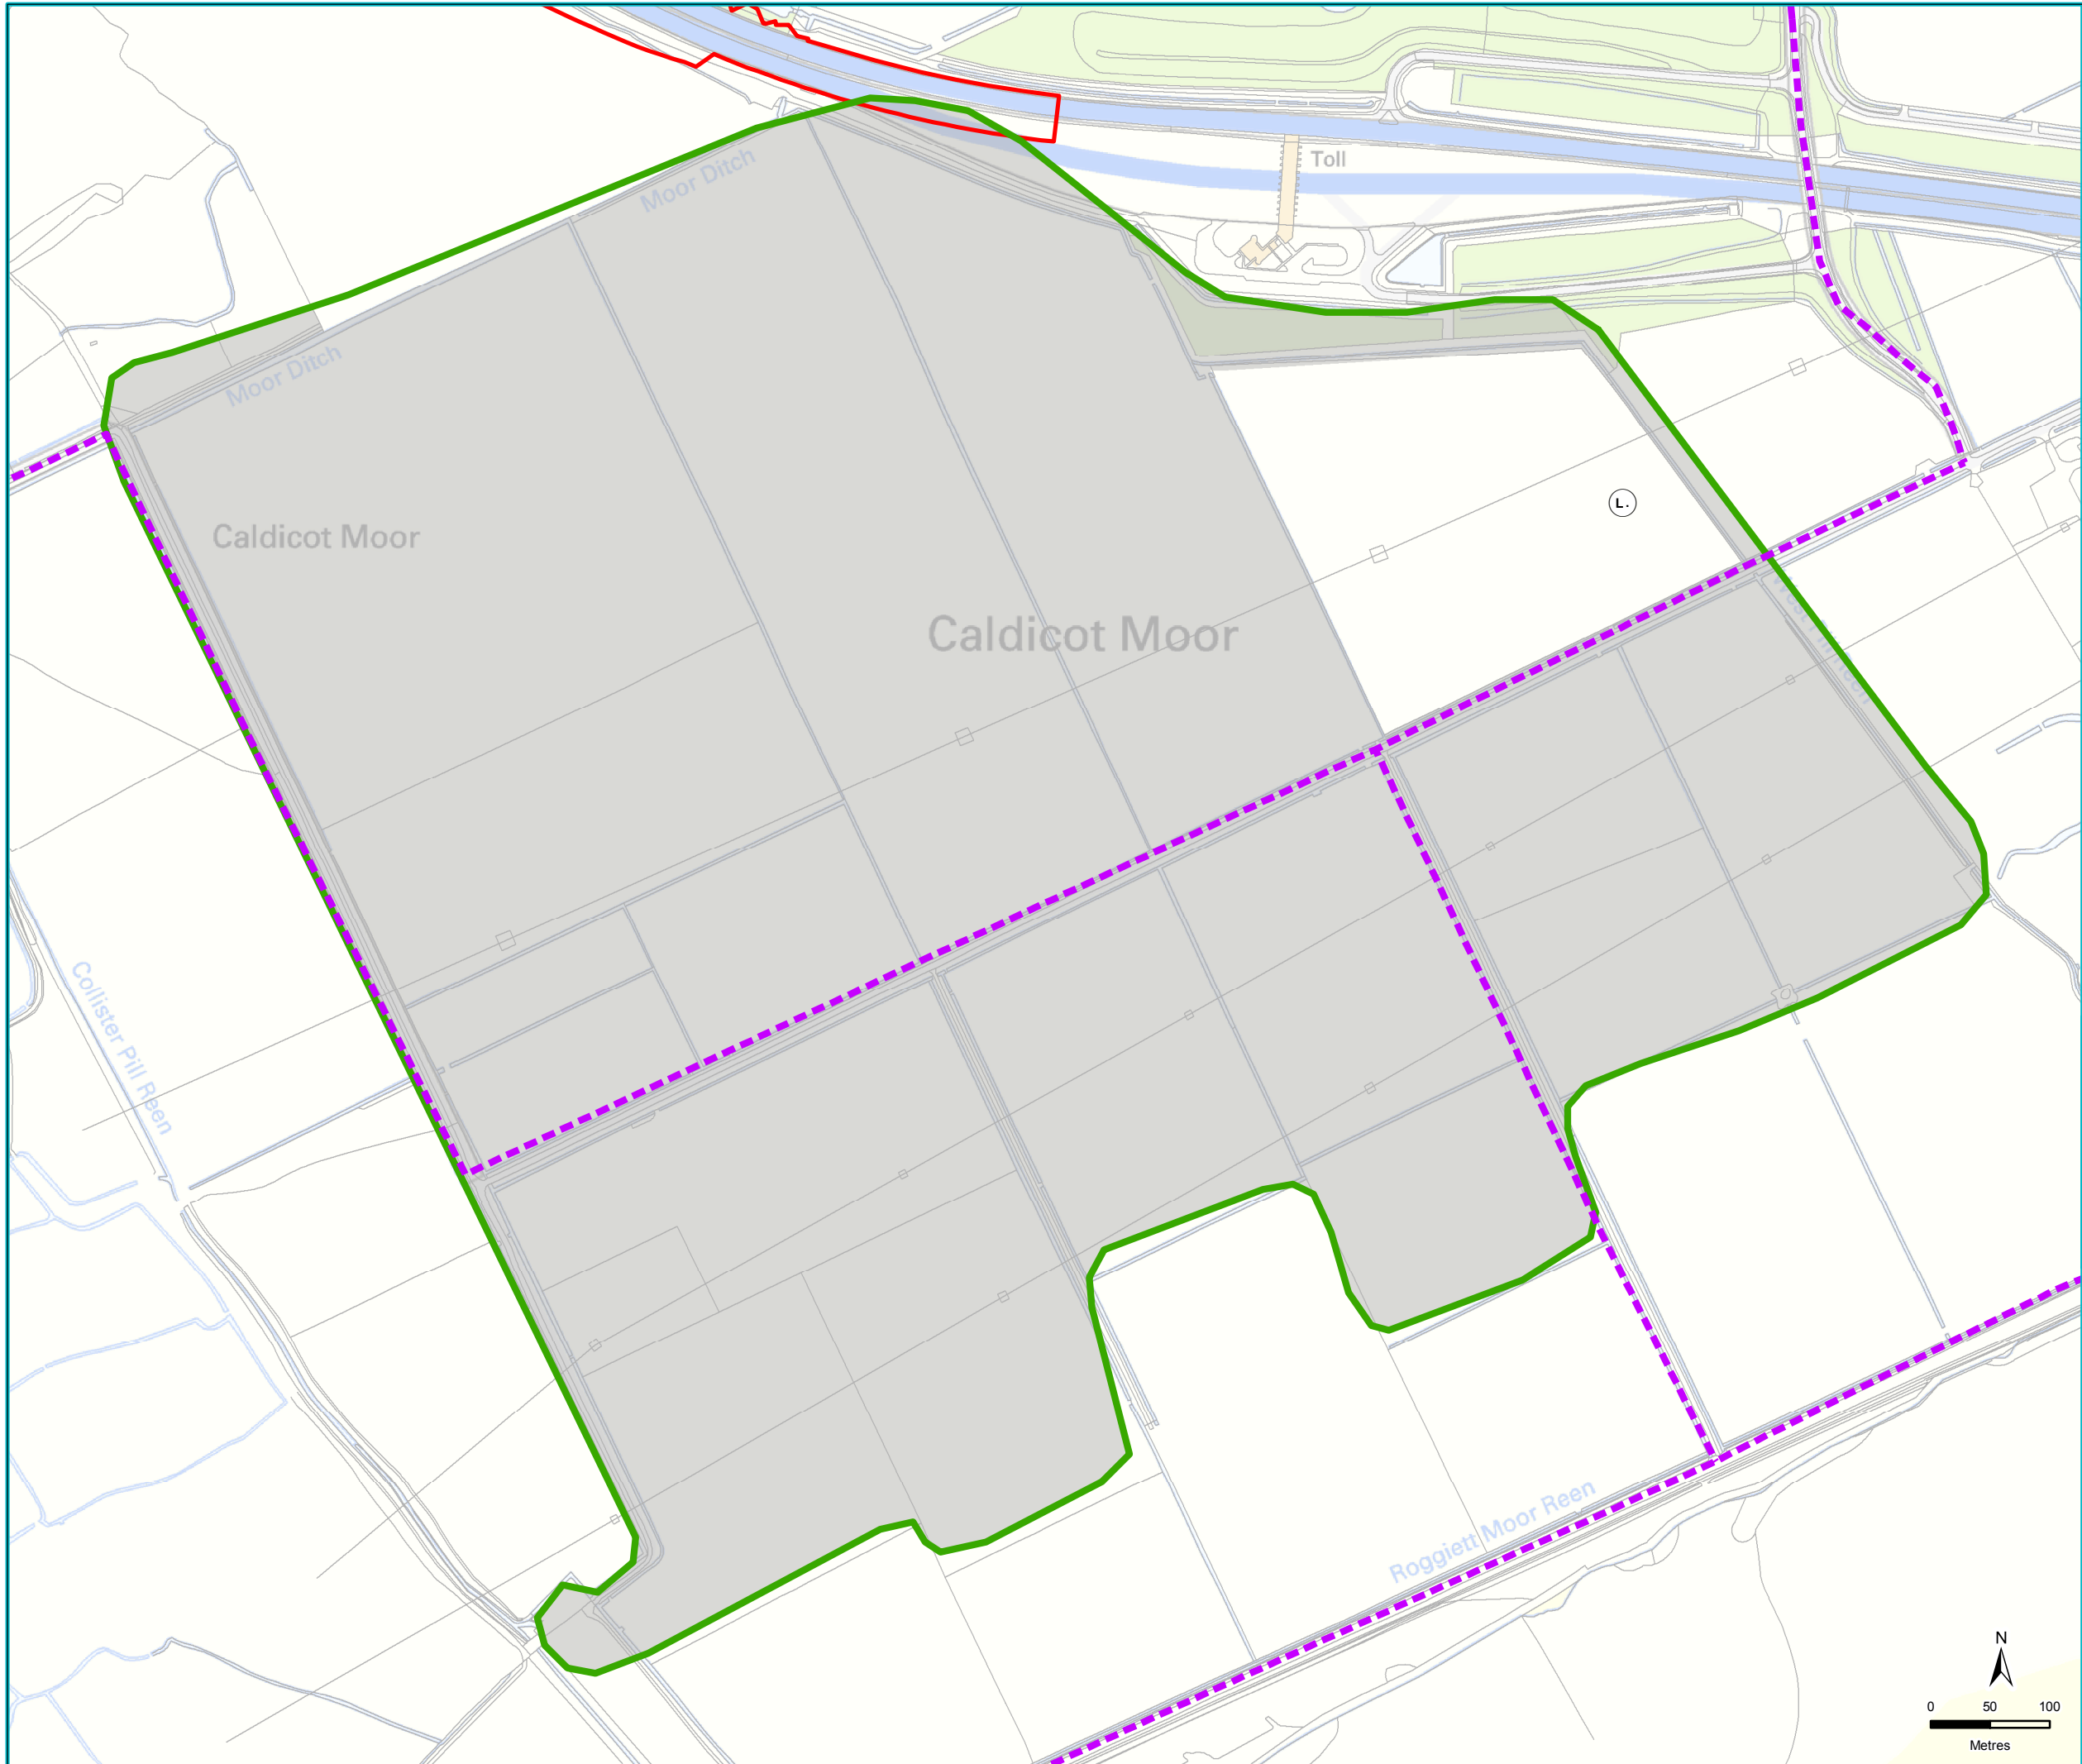 Toll
Moor Ditch
Moor Ditch
L.
Caldicot Moor
Caldicot Moor
Collister Pill Reen
Roggiett Moor Reen
N
0 50 100
Metres